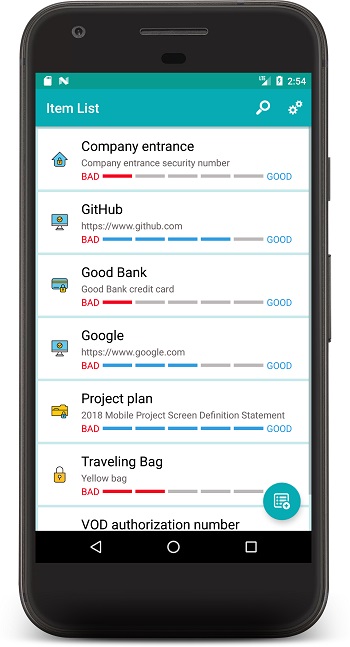 LTE 2:54
Item List
Company entrance
Company entrance security number
BAD GOOD
GitHub
https://www.github.com
BAD GOOD
Good Bank
Good Bank credit card
BAD GOOD
Google
https://www.google.com
BAD GOOD
Project plan
2018 Mobile Project Screen Definition Statement
BAD GOOD
Traveling Bag
Yellow bag
BAD
VOD authorization number